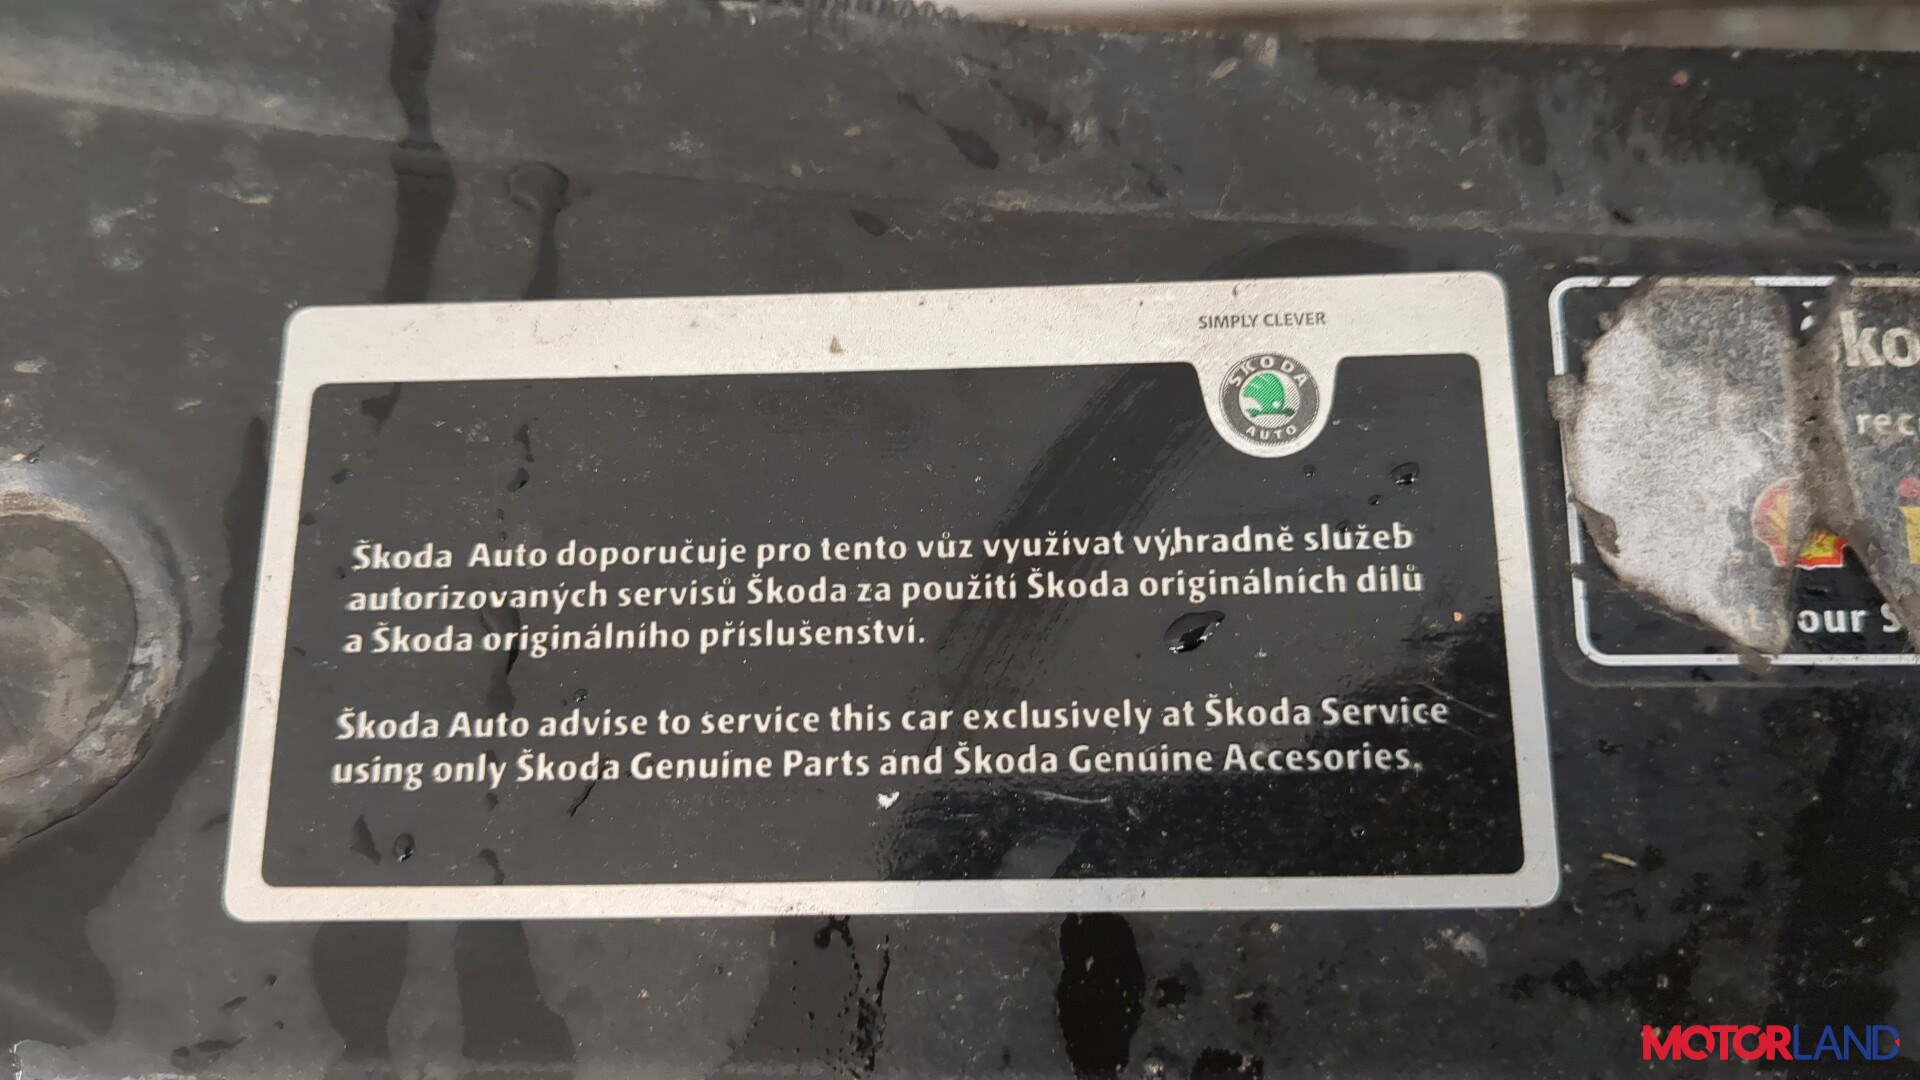 SIMPLY CLEVER
ŠKODA
AUTO
Škoda Auto doporučuje pro tento vůz využívat výhradně služeb
autorizovaných servisů Škoda za použití Škoda originálních dílů
a Škoda originálního příslušenství.
Škoda Auto advise to service this car exclusively at Škoda Service
using only Škoda Genuine Parts and Škoda Genuine Accesories.
our
MOTORLAND